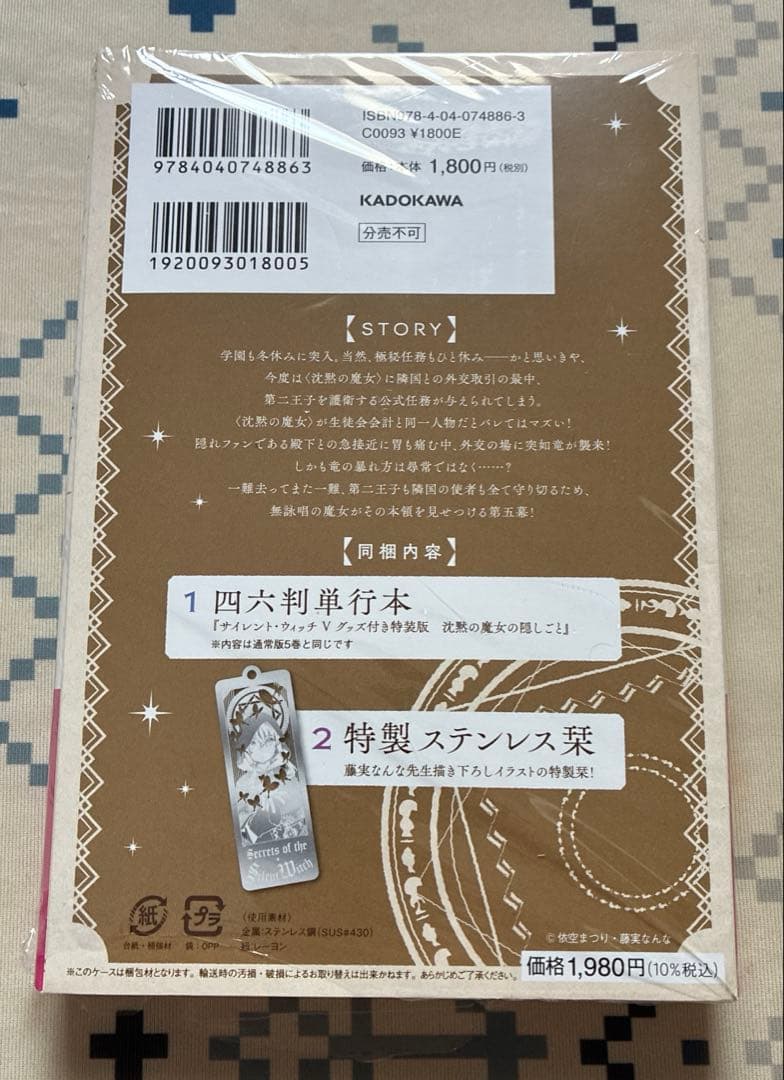 ISBN978-4-04-074886-3
C0093 ¥1800E
9784040748863
価格:本体 1,800円(税別)
KADOKAWA
分売不可
1920093018005
【STORY】
学園も冬休みに突入。当然、極秘任務もひと休み――かと思いきや、
今度は〈沈黙の魔女〉に隣国との外交取引の最中、
第二王子を護衛する公式任務が与えられてしまう。
〈沈黙の魔女〉が生徒会会計と同一人物だとバレてはマズい!
隠れファンである殿下との急接近に胃も痛む中、外交の場に突如竜が襲来!
しかも竜の暴れ方は尋常ではなく……?
一難去ってまた一難、第二王子も隣国の使者も全て守り切るため、
無詠唱の魔女がその本領を見せつける第五幕!
【同梱内容】
1 四六判単行本
『サイレント・ウィッチ V グッズ付き特装版 沈黙の魔女の隠しごと』
※内容は通常版5巻と同じです
2 特製 ステンレス栞
藤実なんな先生描き下ろしイラストの特製栞!
Secrets of the
Silent Witch
紙
台紙・梱包材
プラ
袋:OPP
(使用素材)
金属:ステンレス鋼(SUS#430)
紐:レーヨン
©依空まつり・藤実なんな
※このケースは梱包材となります。輸送時の汚損・破損によるお取り替えは出来かねます。あらかじめご了承ください。
価格1,980円(10%税込)